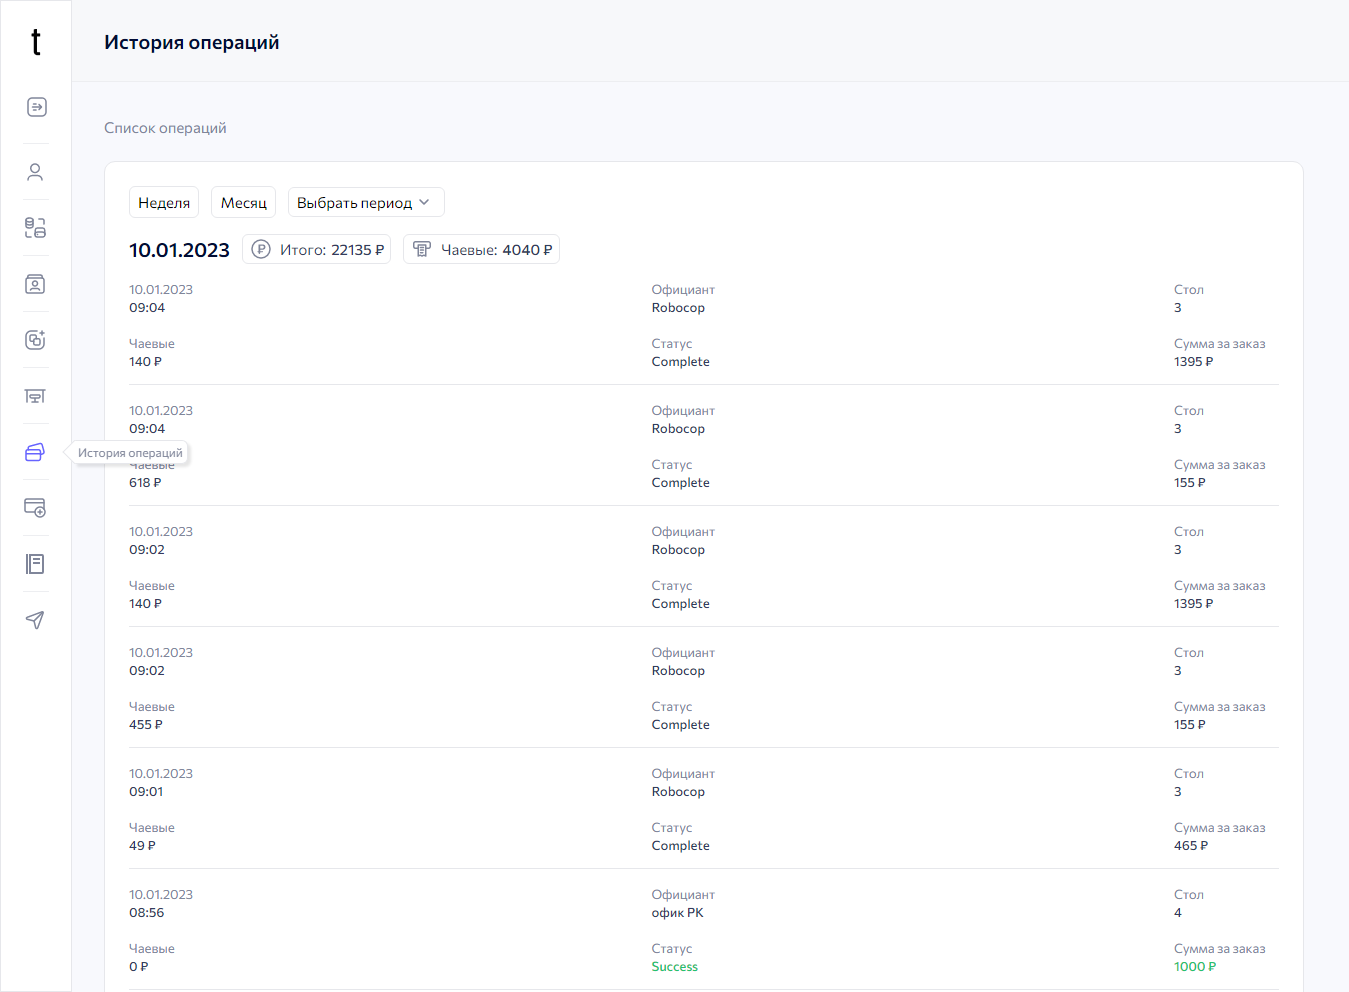 t
История операций
Список операций
Неделя Месяц Выбрать период
10.01.2023 Итого: 22135 ₽ Чаевые: 4040 ₽
10.01.2023 Официант Стол
09:04 Robocop 3
Чаевые Статус Сумма за заказ
140 ₽ Complete 1395 ₽
10.01.2023 Официант Стол
09:04 Robocop 3
История операций
Чаевые Статус Сумма за заказ
618 ₽ Complete 155 ₽
10.01.2023 Официант Стол
09:02 Robocop 3
Чаевые Статус Сумма за заказ
140 ₽ Complete 1395 ₽
10.01.2023 Официант Стол
09:02 Robocop 3
Чаевые Статус Сумма за заказ
455 ₽ Complete 155 ₽
10.01.2023 Официант Стол
09:01 Robocop 3
Чаевые Статус Сумма за заказ
49 ₽ Complete 465 ₽
10.01.2023 Официант Стол
08:56 офик РК 4
Чаевые Статус Сумма за заказ
0 ₽ Success 1000 ₽